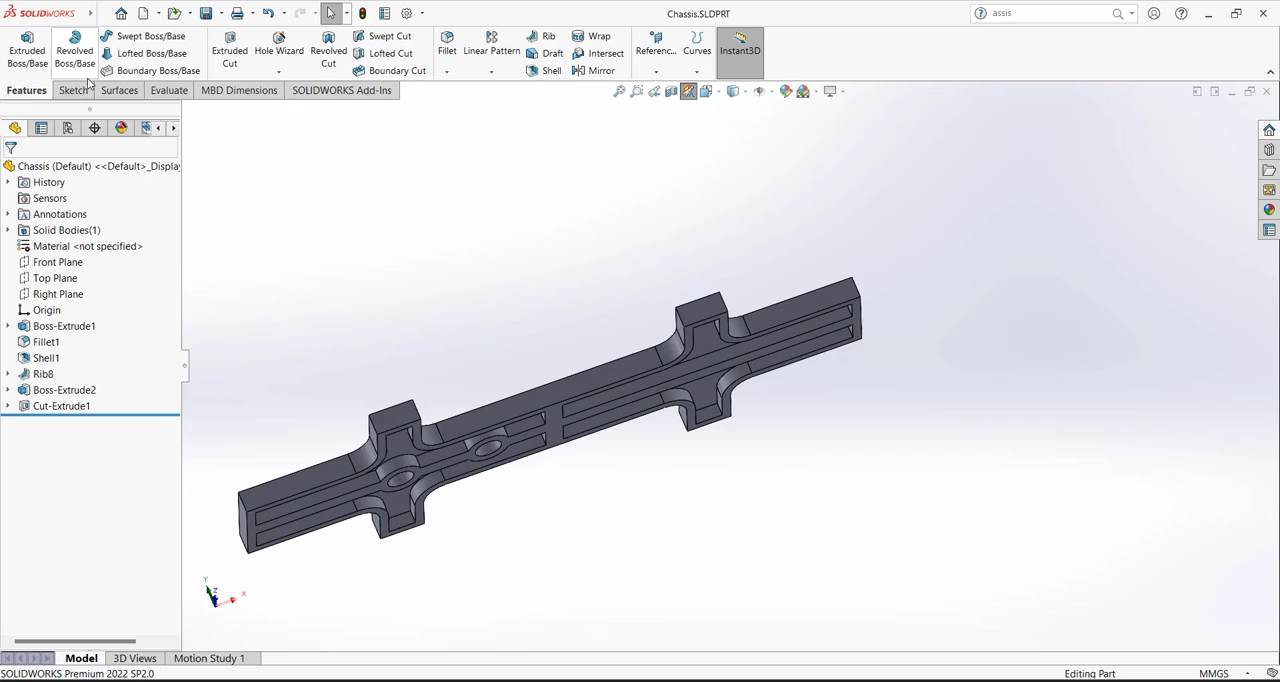 SOLIDWORKS
Chassis.SLDPRT
assis
Extruded Boss/Base
Revolved Boss/Base
Swept Boss/Base
Lofted Boss/Base
Boundary Boss/Base
Extruded Cut
Hole Wizard
Revolved Cut
Swept Cut
Lofted Cut
Boundary Cut
Fillet
Linear Pattern
Rib
Draft
Shell
Wrap
Intersect
Mirror
Referenc...
Curves
Instant3D
Features
Sketch
Surfaces
Evaluate
MBD Dimensions
SOLIDWORKS Add-Ins
Chassis (Default) <<Default>_Display
History
Sensors
Annotations
Solid Bodies(1)
Material <not specified>
Front Plane
Top Plane
Right Plane
Origin
Boss-Extrude1
Fillet1
Shell1
Rib8
Boss-Extrude2
Cut-Extrude1
Y
Z
X
Model
3D Views
Motion Study 1
SOLIDWORKS Premium 2022 SP2.0
Editing Part
MMGS